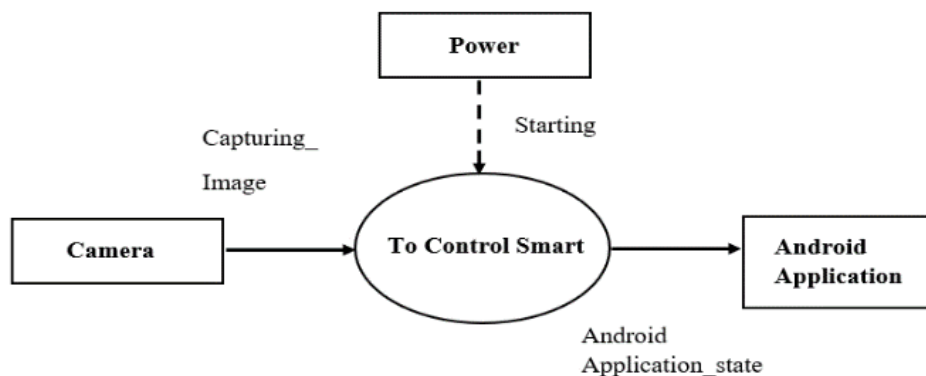 Power
Starting
Capturing_
Image
Camera
To Control Smart
Android
Application
Android
Application_state